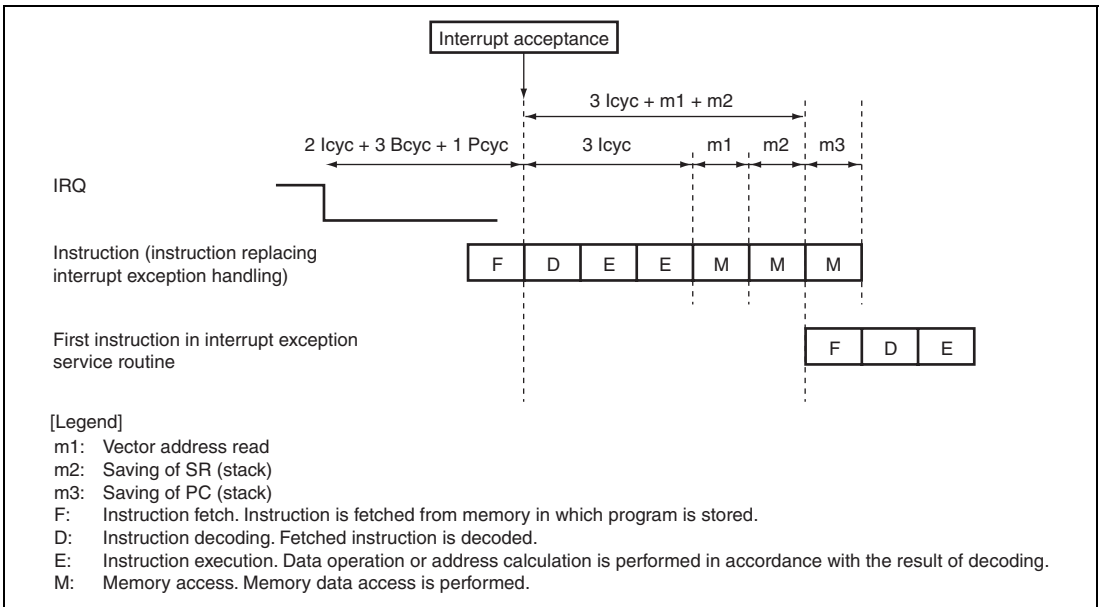 Interrupt acceptance
3 Icyc + m1 + m2
2 Icyc + 3 Bcyc + 1 Pcyc
3 Icyc
m1
m2
m3
IRQ
Instruction (instruction replacing
interrupt exception handling)
F D E E M M M
First instruction in interrupt exception
service routine
F D E
[Legend]
m1: Vector address read
m2: Saving of SR (stack)
m3: Saving of PC (stack)
F: Instruction fetch. Instruction is fetched from memory in which program is stored.
D: Instruction decoding. Fetched instruction is decoded.
E: Instruction execution. Data operation or address calculation is performed in accordance with the result of decoding.
M: Memory access. Memory data access is performed.